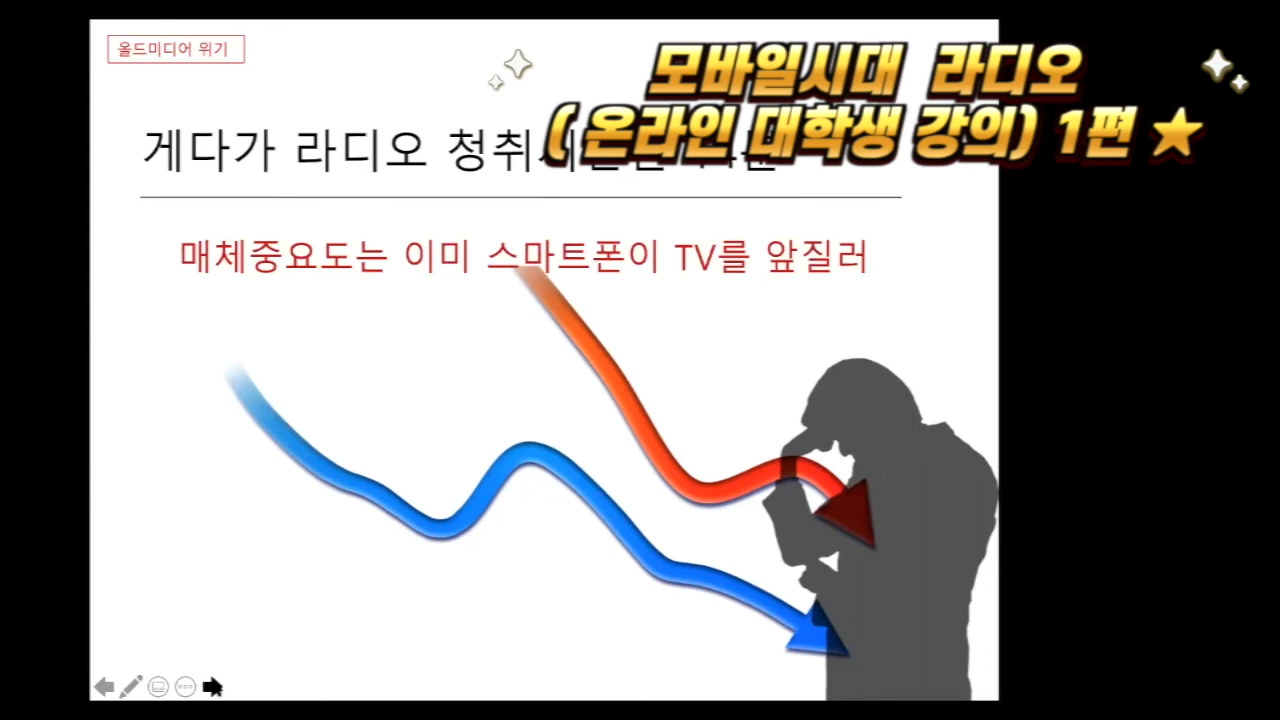 올드미디어 위기
모바일시대 라디오
(온라인 대학생 강의) 1편 ★
게다가 라디오 청취
매체중요도는 이미 스마트폰이 TV를 앞질러